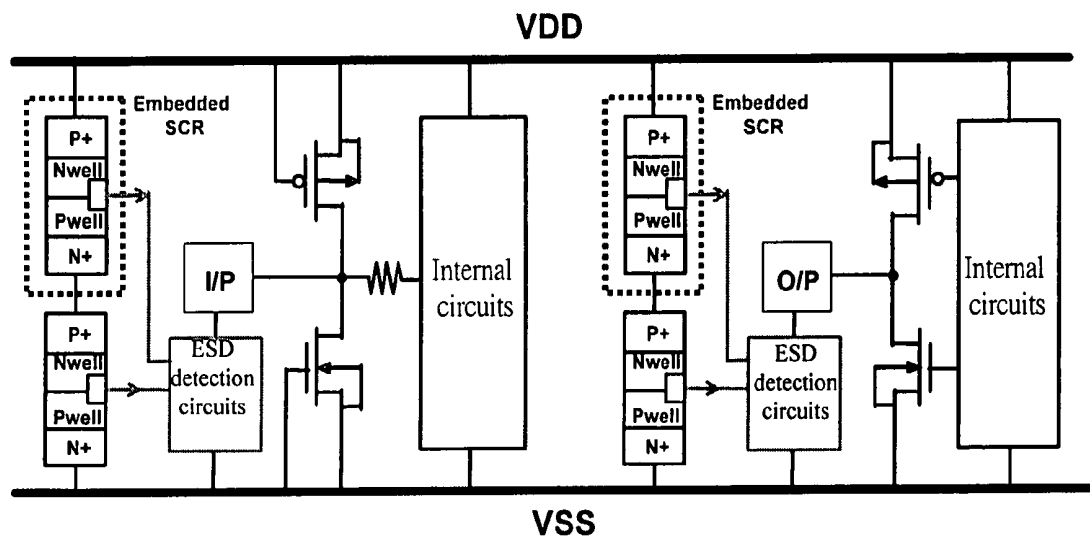 VDD
Embedded
SCR
P+
Nwell
Pwell
N+
I/P
P+
Nwell
Pwell
N+
ESD
detection
circuits
Internal
circuits
Embedded
SCR
P+
Nwell
Pwell
N+
O/P
P+
Nwell
Pwell
N+
ESD
detection
circuits
Internal
circuits
VSS